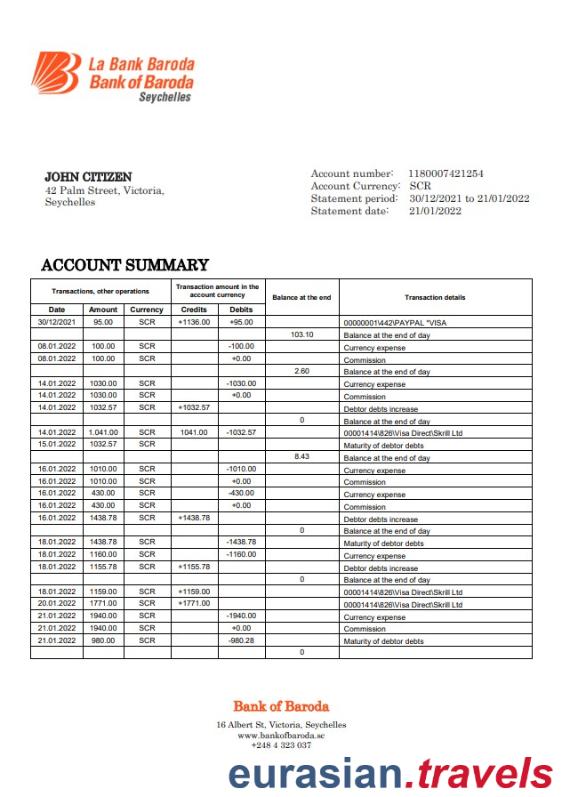 La Bank Baroda
Bank of Baroda
Seychelles
JOHN CITIZEN
42 Palm Street, Victoria,
Seychelles
Account number: 1180007421254
Account Currency: SCR
Statement period: 30/12/2021 to 21/01/2022
Statement date: 21/01/2022
ACCOUNT SUMMARY
Transactions, other operations Transaction amount in the account currency Balance at the end Transaction details
Date Amount Currency Credits Debits
30/12/2021 95.00 SCR +1136.00 +95.00 00000001\442\PAYPAL *VISA
103.10 Balance at the end of day
08.01.2022 100.00 SCR -100.00 Currency expense
08.01.2022 100.00 SCR +0.00 Commission
2.60 Balance at the end of day
14.01.2022 1030.00 SCR -1030.00 Currency expense
14.01.2022 1030.00 SCR +0.00 Commission
14.01.2022 1032.57 SCR +1032.57 Debtor debts increase
0 Balance at the end of day
14.01.2022 1.041.00 SCR 1041.00 -1032.57 00001414\826\Visa Direct\Skrill Ltd
15.01.2022 1032.57 SCR Maturity of debtor debts
8.43 Balance at the end of day
16.01.2022 1010.00 SCR -1010.00 Currency expense
16.01.2022 1010.00 SCR +0.00 Commission
16.01.2022 430.00 SCR -430.00 Currency expense
16.01.2022 430.00 SCR +0.00 Commission
16.01.2022 1438.78 SCR +1438.78 Debtor debts increase
0 Balance at the end of day
18.01.2022 1438.78 SCR -1438.78 Maturity of debtor debts
18.01.2022 1160.00 SCR -1160.00 Currency expense
18.01.2022 1155.78 SCR +1155.78 Debtor debts increase
0 Balance at the end of day
18.01.2022 1159.00 SCR +1159.00 00001414\826\Visa Direct\Skrill Ltd
20.01.2022 1771.00 SCR +1771.00 00001414\826\Visa Direct\Skrill Ltd
21.01.2022 1940.00 SCR -1940.00 Currency expense
21.01.2022 1940.00 SCR +0.00 Commission
21.01.2022 980.00 SCR -980.28 Maturity of debtor debts
0
Bank of Baroda
16 Albert St, Victoria, Seychelles
www.bankofbaroda.sc
+248 4 323 037
eurasian.travels